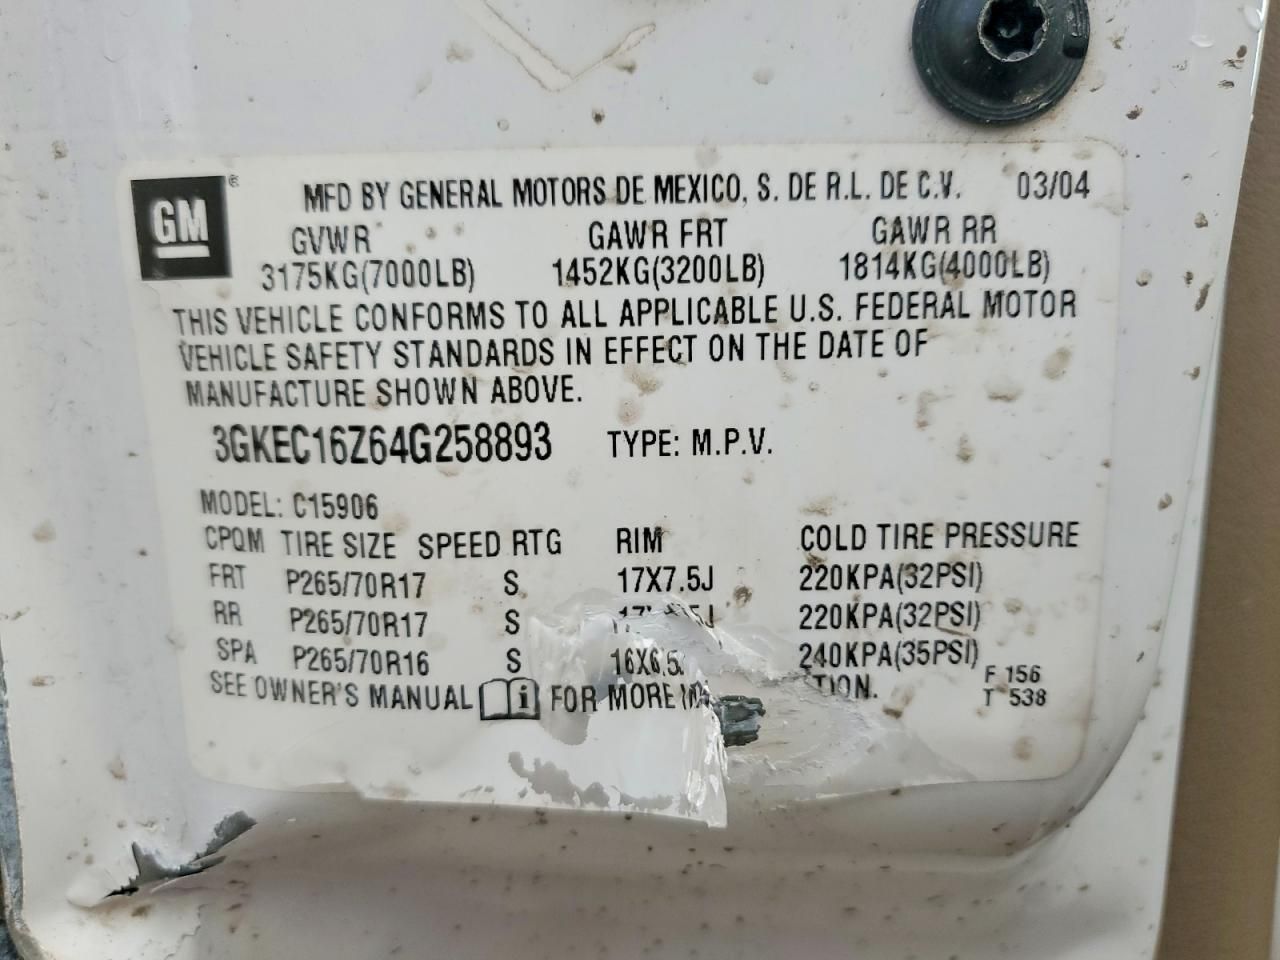 GM ® MFD BY GENERAL MOTORS DE MEXICO, S. DE R.L. DE C.V. 03/04
GVWR GAWR FRT GAWR RR
3175KG(7000LB) 1452KG(3200LB) 1814KG(4000LB)
THIS VEHICLE CONFORMS TO ALL APPLICABLE U.S. FEDERAL MOTOR
VEHICLE SAFETY STANDARDS IN EFFECT ON THE DATE OF
MANUFACTURE SHOWN ABOVE.
3GKEC16Z64G258893 TYPE: M.P.V.
MODEL: C15906
CPQM TIRE SIZE SPEED RTG RIM COLD TIRE PRESSURE
FRT P265/70R17 S 17X7.5J 220KPA(32PSI)
RR P265/70R17 S 220KPA(32PSI)
SPA P265/70R16 S 240KPA(35PSI)
SEE OWNER'S MANUAL FOR MORE
F 156
T 538